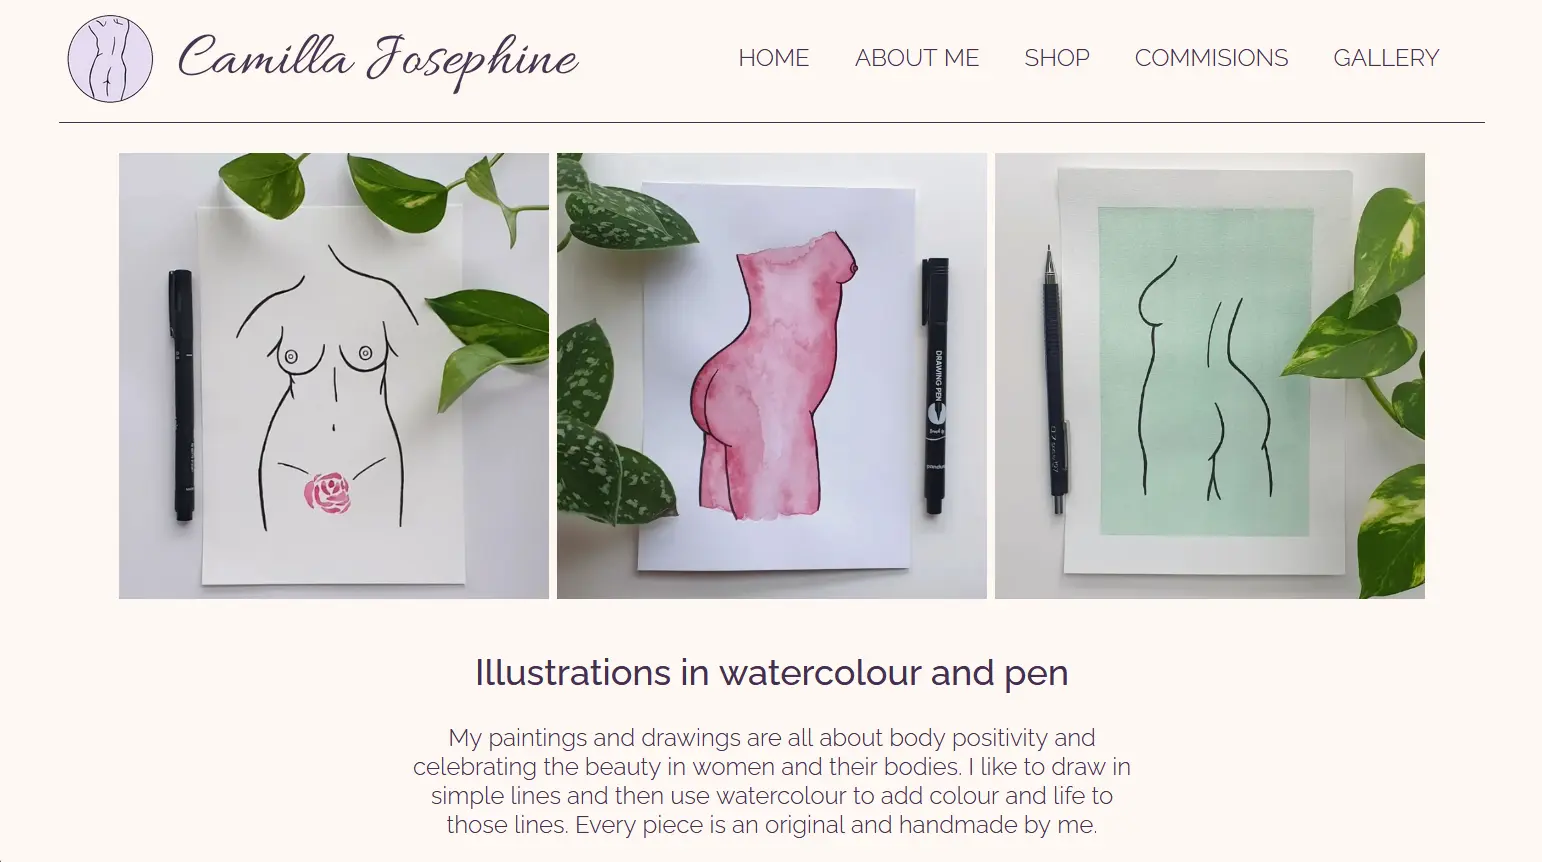 Camilla Josephine
HOME
ABOUT ME
SHOP
COMMISIONS
GALLERY
DRAWING PEN
Illustrations in watercolour and pen
My paintings and drawings are all about body positivity and
celebrating the beauty in women and their bodies. I like to draw in
simple lines and then use watercolour to add colour and life to
those lines. Every piece is an original and handmade by me.